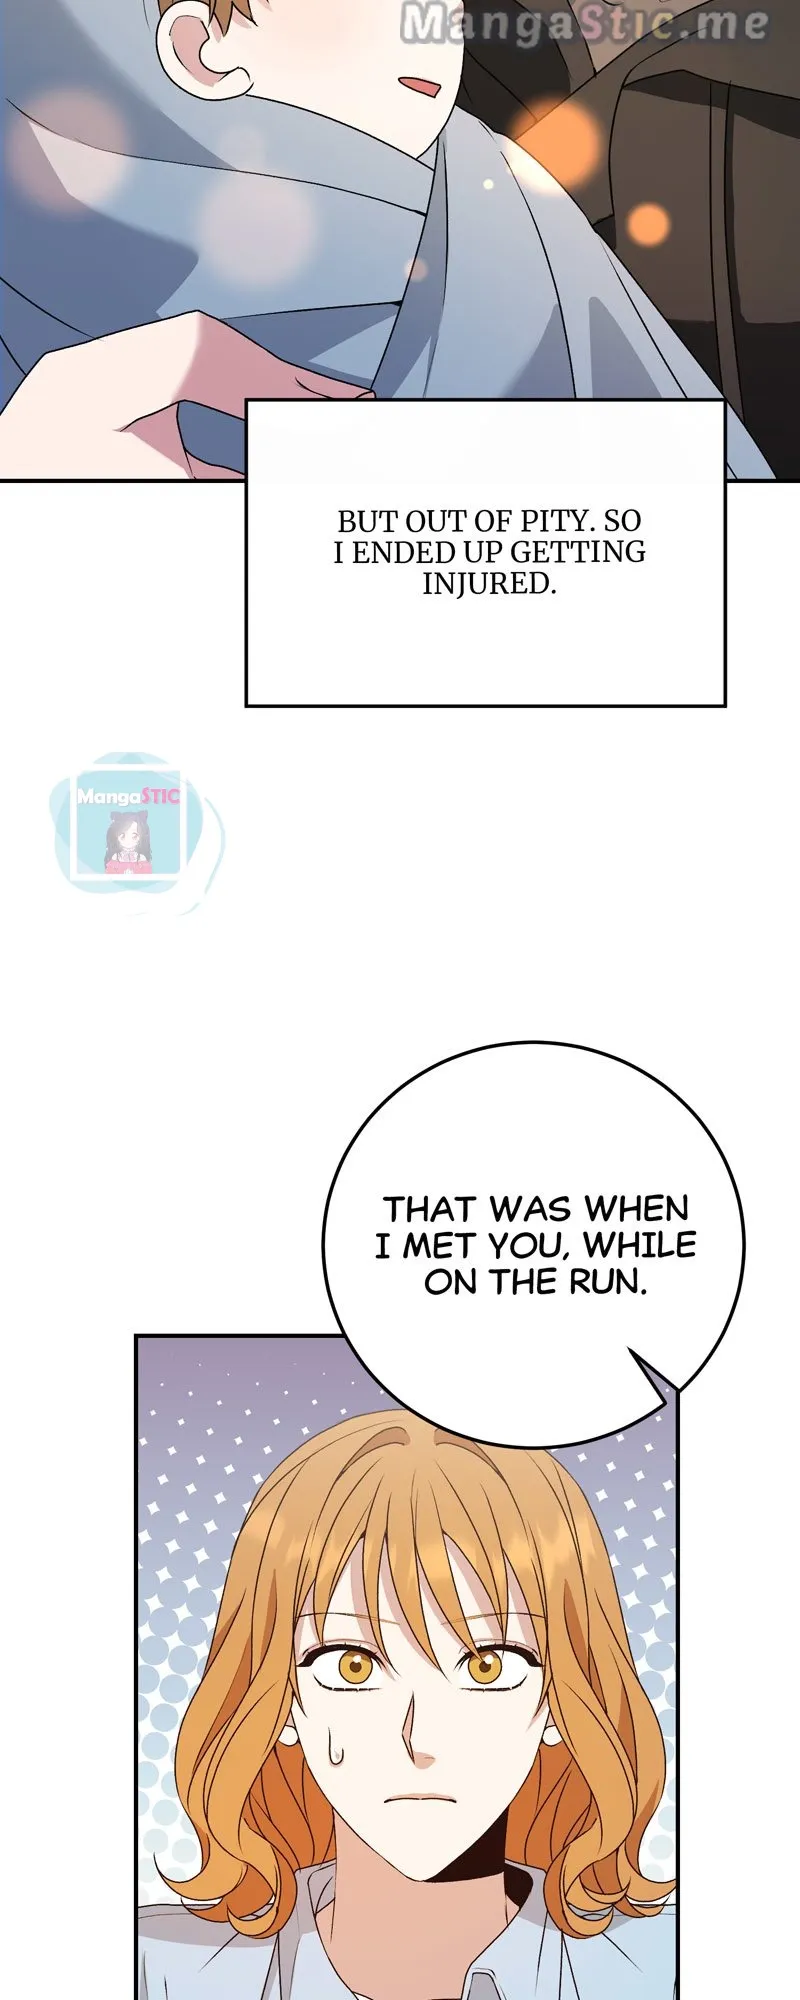 MangaStic.me
BUT OUT OF PITY. SO
I ENDED UP GETTING
INJURED.
MangaSTIC
THAT WAS WHEN
I MET YOU, WHILE
ON THE RUN.